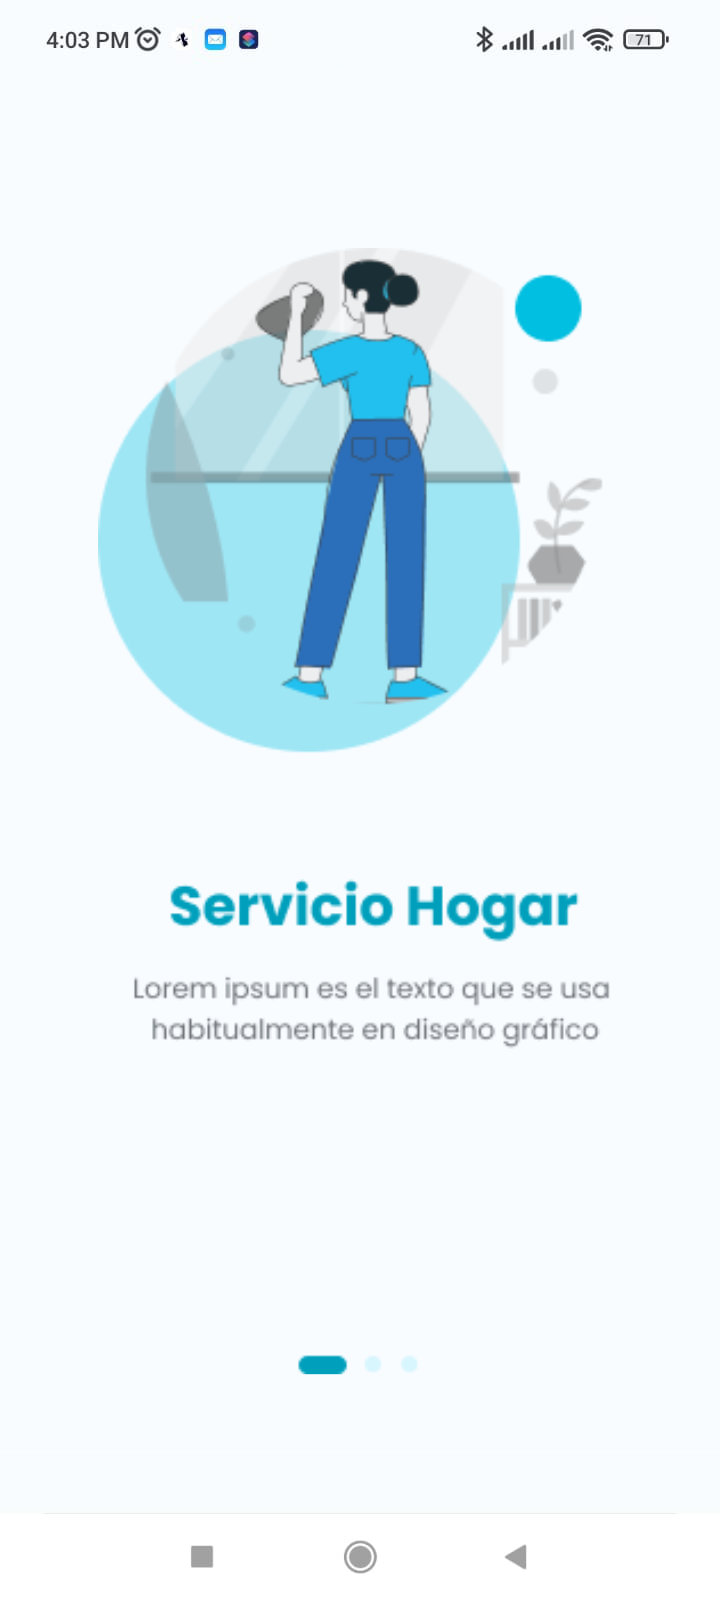 4:03 PM
71
Servicio Hogar
Lorem ipsum es el texto que se usa
habitualmente en diseño gráfico